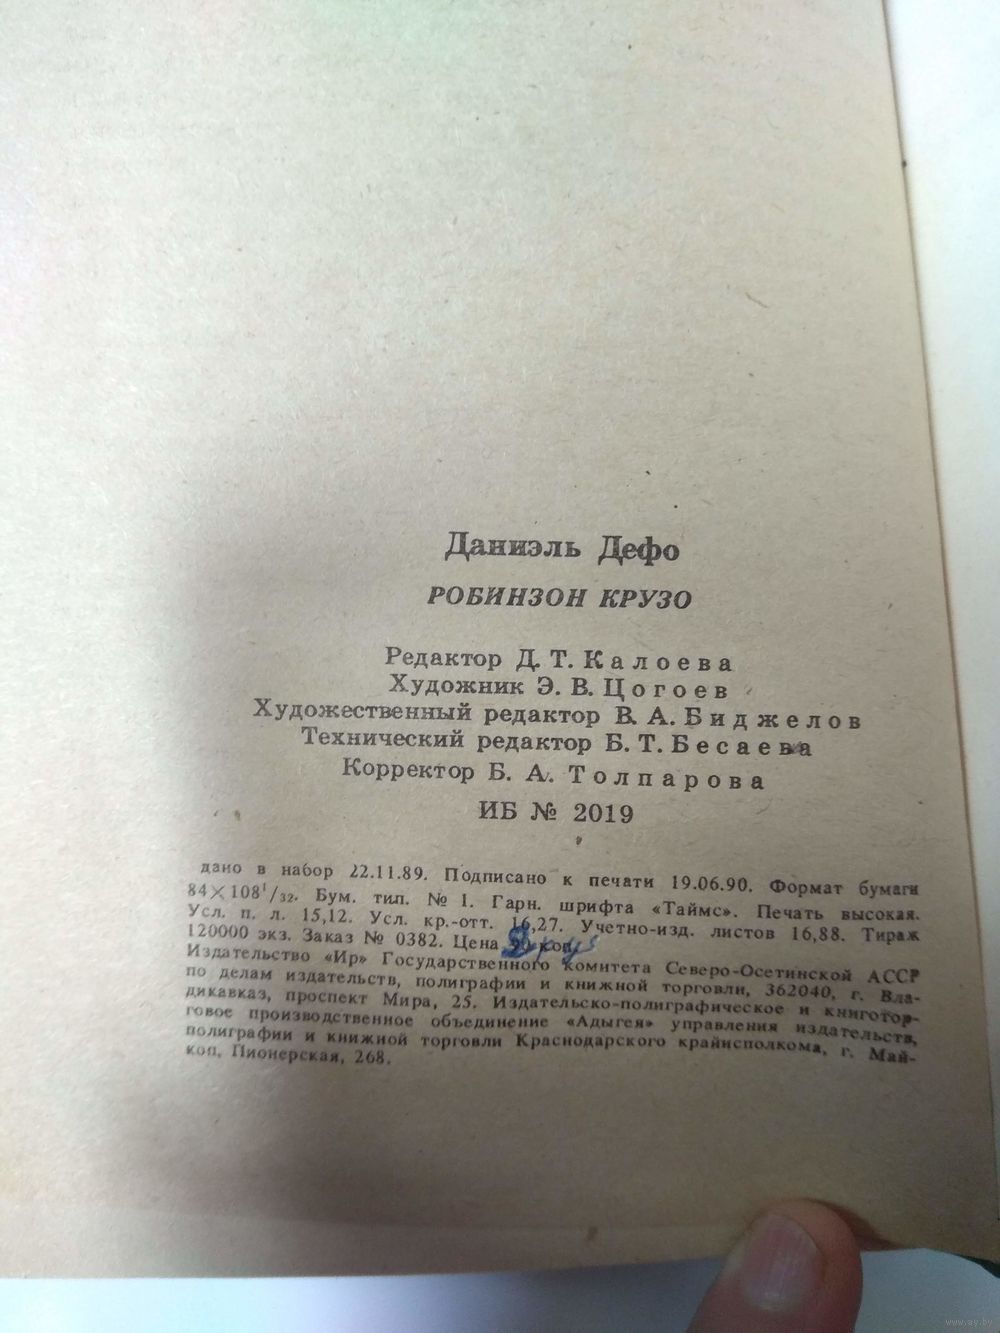 Даниэль Дефо
РОБИНЗОН КРУЗО
Редактор Д. Т. Калоева
Художник Э. В. Цогоев
Художественный редактор В. А. Биджелов
Технический редактор Б. Т. Бесаева
Корректор Б. А. Толпарова
ИБ № 2019
дано в набор 22.11.89. Подписано к печати 19.06.90. Формат бумаги
84×108¹/₃₂. Бум. тип. № 1. Гарн. шрифта «Таймс». Печать высокая.
Усл. п. л. 15,12. Усл. кр.-отт. 16,27. Учетно-изд. листов 16,88. Тираж
120000 экз. Заказ № 0382. Цена коп.
Издательство «Ир» Государственного комитета Северо-Осетинской АССР
по делам издательств, полиграфии и книжной торговли, 362040, г. Вла-
дикавказ, проспект Мира, 25. Издательско-полиграфическое и книготор-
говое производственное объединение «Адыгея» управления издательств,
полиграфии и книжной торговли Краснодарского крайисполкома, г. Май-
коп, Пионерская, 268.
www.ay.by